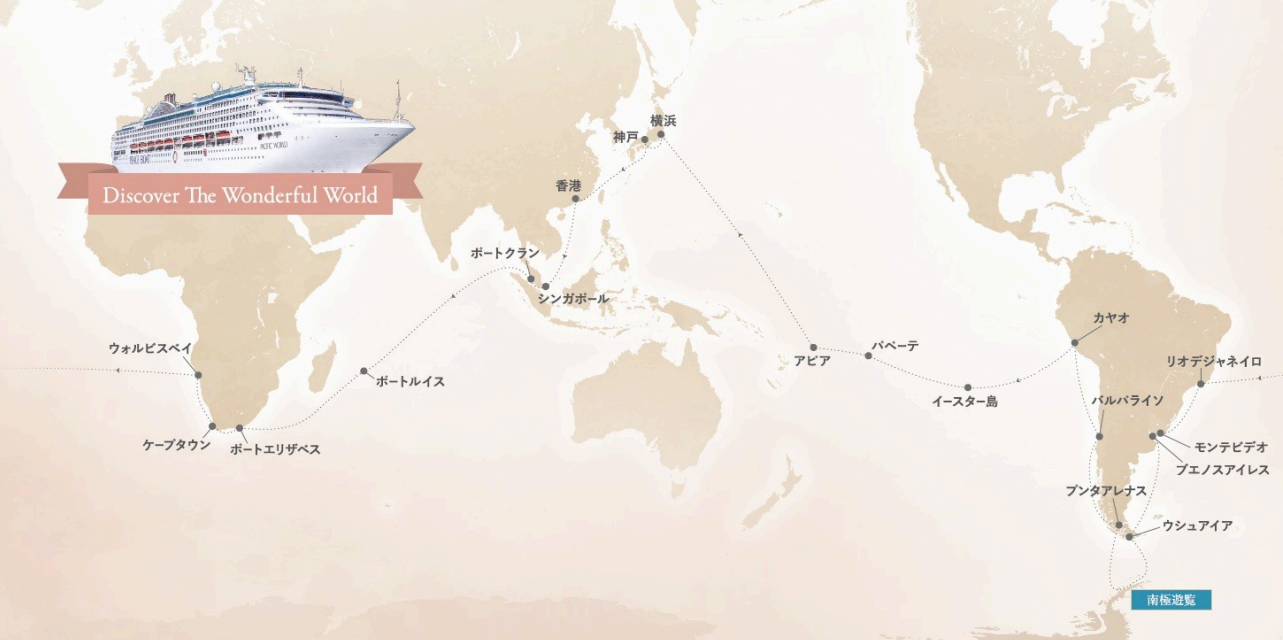 横浜
神戸
香港
PEACE BOAT
PACIFIC WORLD
Discover The Wonderful World
ポートクラン
シンガポール
カヤオ
ウォルビスベイ
アピア
パペーテ
リオデジャネイロ
ポートルイス
イースター島
バルパライソ
ケープタウン
ポートエリザベス
モンテビデオ
ブエノスアイレス
プンタアレナス
ウシュアイア
南極遊覧